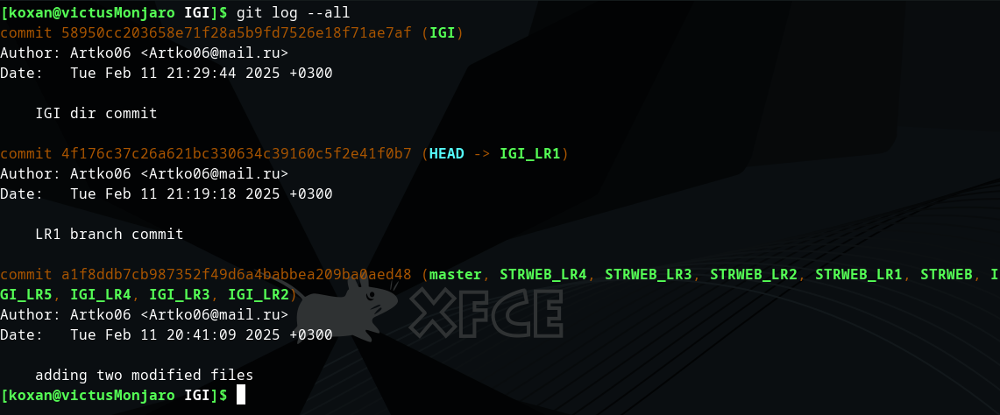 [koxan@victusMonjaro IGI]$ git log --all
commit 58950cc203658e71f28a5b9fd7526e18f71ae7af (IGI)
Author: Artko06 <Artko06@mail.ru>
Date:   Tue Feb 11 21:29:44 2025 +0300
    IGI dir commit
commit 4f176c37c26a621bc330634c39160c5f2e41f0b7 (HEAD -> IGI_LR1)
Author: Artko06 <Artko06@mail.ru>
Date:   Tue Feb 11 21:19:18 2025 +0300
    LR1 branch commit
commit a1f8ddb7cb987352f49d6a4babbea209ba0aed48 (master, STRWEB_LR4, STRWEB_LR3, STRWEB_LR2, STRWEB_LR1, STRWEB, I
GI_LR5, IGI_LR4, IGI_LR3, IGI_LR2)
Author: Artko06 <Artko06@mail.ru>
Date:   Tue Feb 11 20:41:09 2025 +0300
XFCE
    adding two modified files
[koxan@victusMonjaro IGI]$